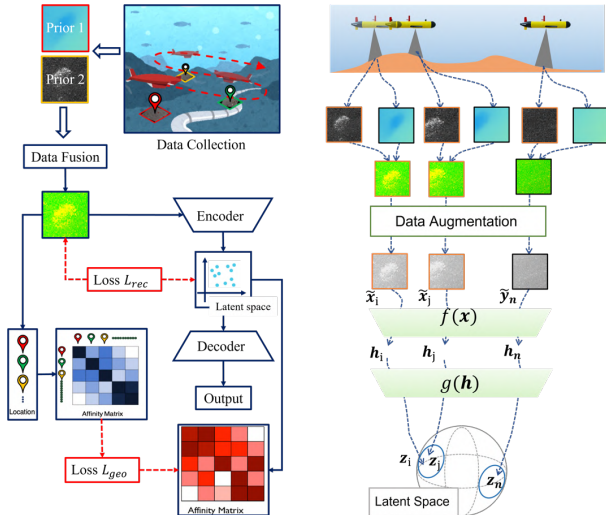 Prior 1
Prior 2
Data Collection
Data Fusion
Encoder
Loss L_rec
Latent space
Decoder
Output
Location
Affinity Matrix
Loss L_geo
Affinity Matrix
Data Augmentation
x̃_i x̃_j ỹ_n
f(x)
h_i h_j h_n
g(h)
z_i z_j z_n
Latent Space